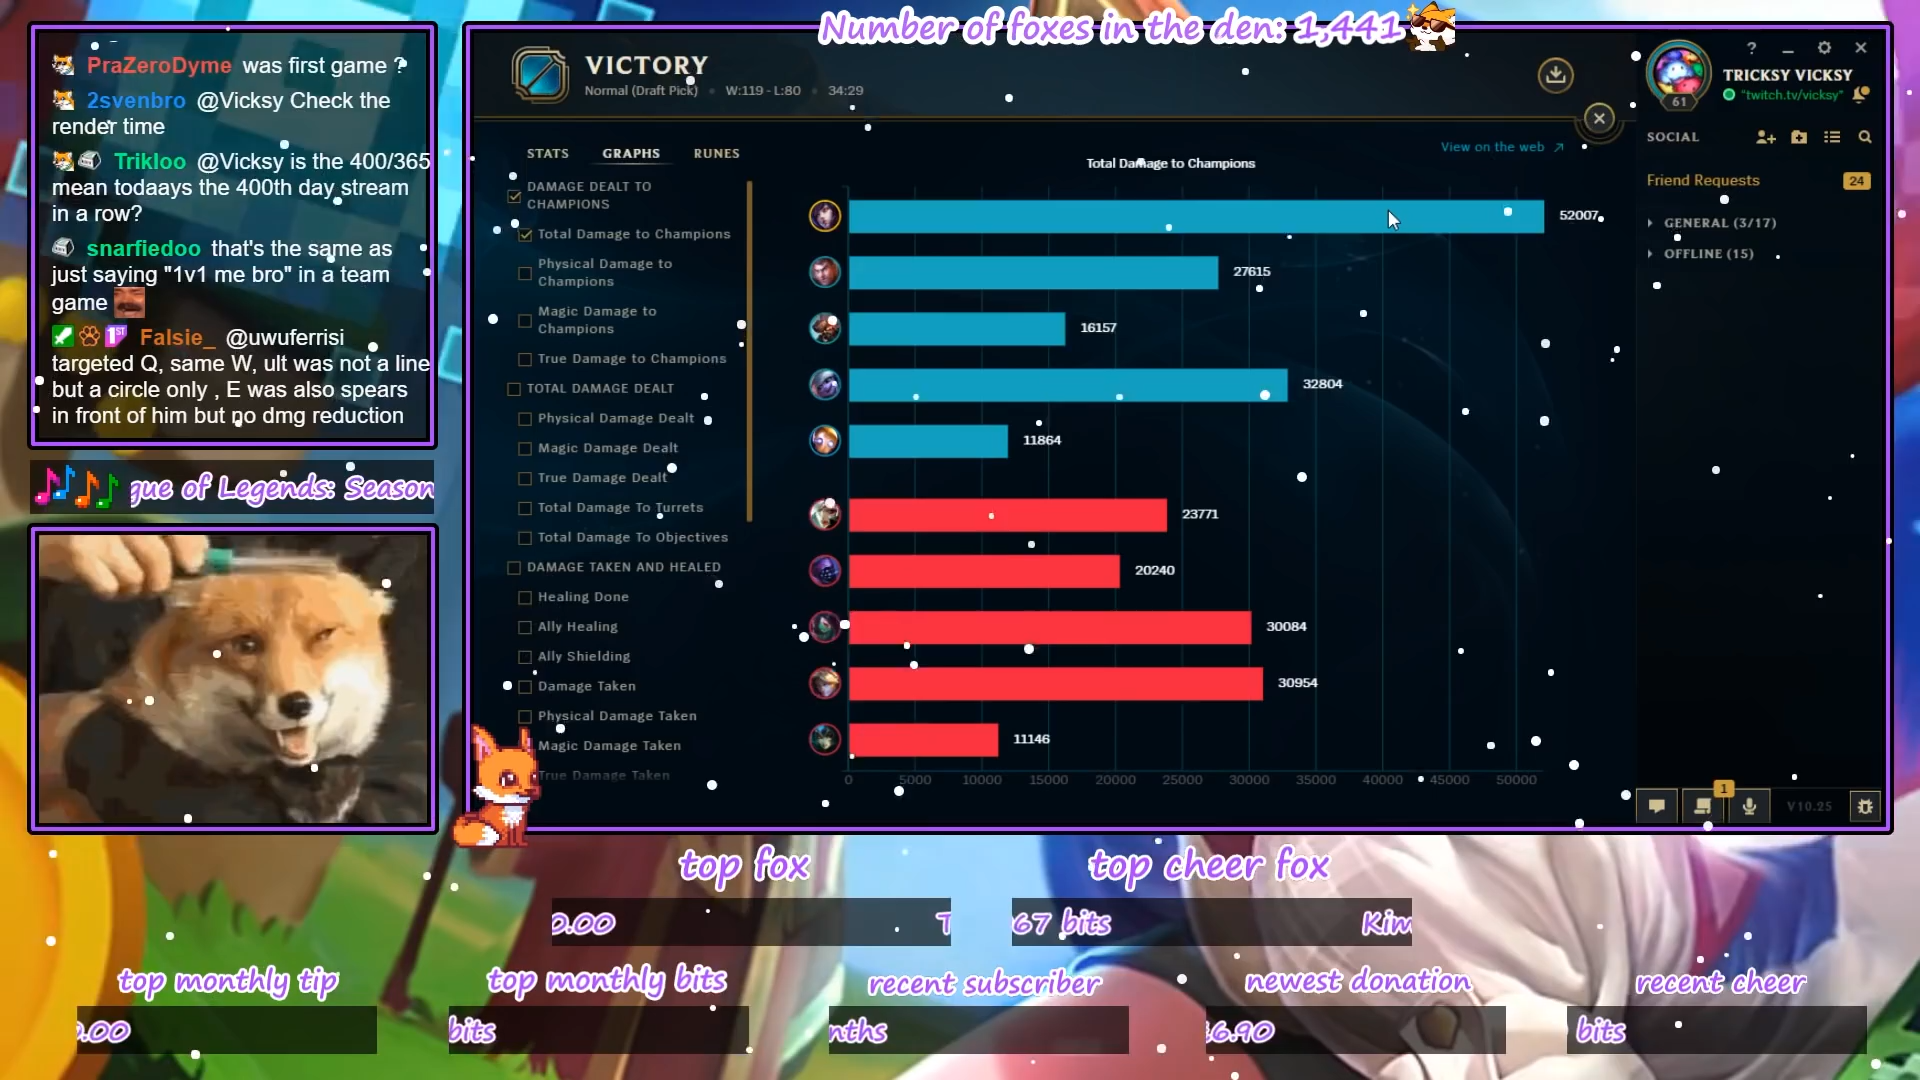 Number of foxes in the den: 1,441
PraZeroDyme was first game ?
2svenbro @Vicksy Check the
render time
Trikloo @Vicksy is the 400/365
mean todaays the 400th day stream
in a row?
snarfiedoo that's the same as
just saying "1v1 me bro" in a team
game
1ST Falsie_ @uwuferrisi
targeted Q, same W, ult was not a line
but a circle only , E was also spears
in front of him but no dmg reduction
gue of Legends: Season
VICTORY
Normal (Draft Pick) • W:119 - L:80 • 34:29
STATS GRAPHS RUNES
View on the web
DAMAGE DEALT TO
CHAMPIONS
Total Damage to Champions
Physical Damage to
Champions
Magic Damage to
Champions
True Damage to Champions
TOTAL DAMAGE DEALT
Physical Damage Dealt
Magic Damage Dealt
True Damage Dealt
Total Damage To Turrets
Total Damage To Objectives
DAMAGE TAKEN AND HEALED
Healing Done
Ally Healing
Ally Shielding
Damage Taken
Physical Damage Taken
Magic Damage Taken
True Damage Taken
Total Damage to Champions
52007
27615
16157
32804
11864
23771
20240
30084
30954
11146
0 5000 10000 15000 20000 25000 30000 35000 40000 45000 50000
? 
61
TRICKSY VICKSY
"twitch.tv/vicksy"
SOCIAL
Friend Requests 24
GENERAL (3/17)
OFFLINE (15)
1
V10.25
top fox
0.00 T
top cheer fox
67 bits Kim
top monthly tip
0.00
top monthly bits
bits
recent subscriber
nths
newest donation
6.90
recent cheer
bits